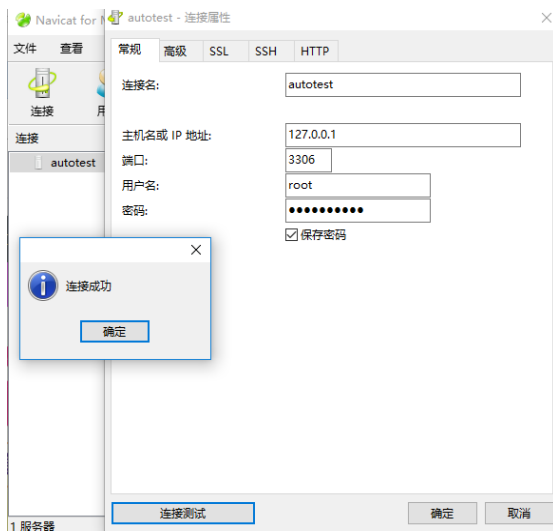 Navicat for
autotest - 连接属性
文件 查看
常规 高级 SSL SSH HTTP
连接
连接名: autotest
连接
主机名或 IP 地址: 127.0.0.1
autotest
端口: 3306
用户名: root
密码: ●●●●●●●●●●
保存密码
连接成功
确定
连接测试 确定 取消
1 服务器